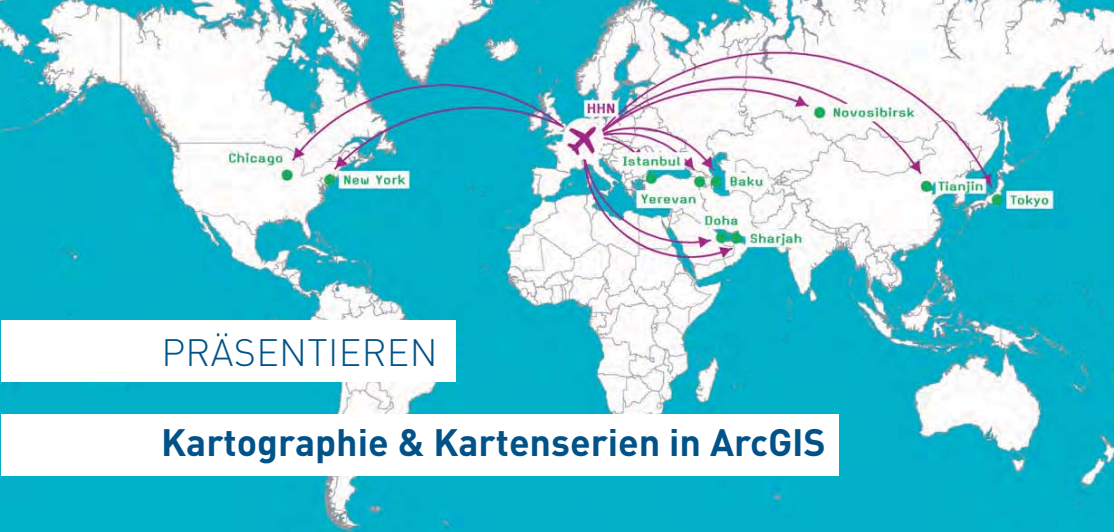 HHN
Novosibirsk
Chicago
New York
Istanbul
Baku
Yerevan
Tianjin
Tokyo
Doha
Sharjah
PRÄSENTIEREN
Kartographie & Kartenserien in ArcGIS